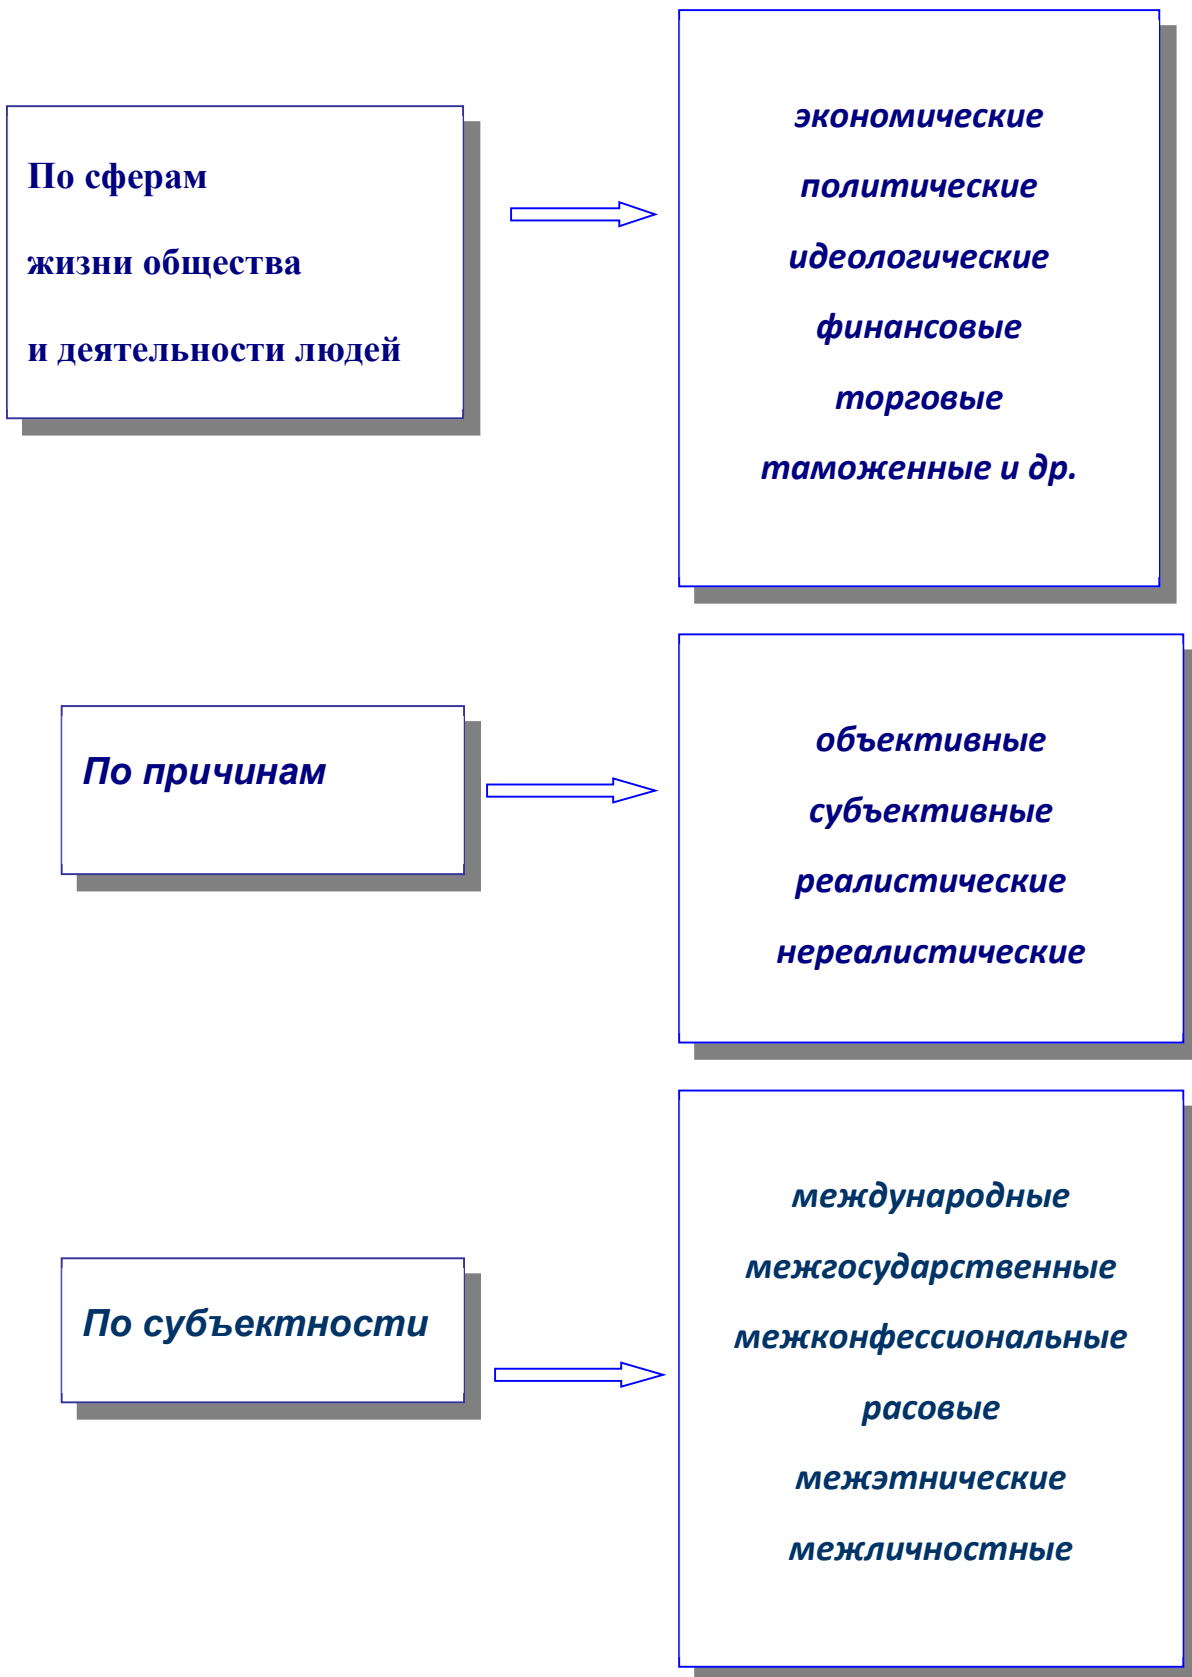 По сферам
жизни общества
и деятельности людей
экономические
политические
идеологические
финансовые
торговые
таможенные и др.
По причинам
объективные
субъективные
реалистические
нереалистические
По субъектности
международные
межгосударственные
межконфессиональные
расовые
межэтнические
межличностные